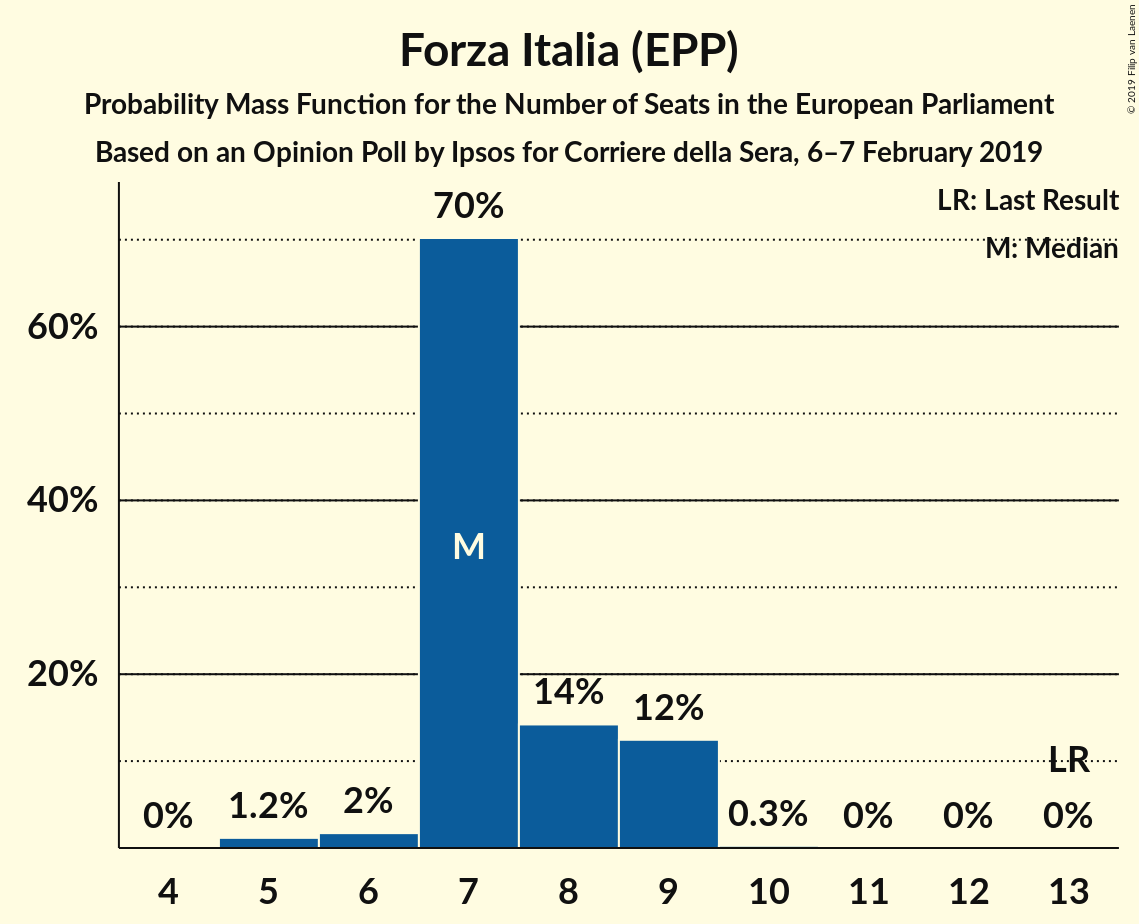 Forza Italia (EPP)
Probability Mass Function for the Number of Seats in the European Parliament
Based on an Opinion Poll by Ipsos for Corriere della Sera, 6–7 February 2019
© 2019 Filip van Laenen
LR: Last Result
M: Median
70%
60%
40%
20%
M
14%
12%
LR
0%
1.2%
2%
0.3%
0%
0%
0%
4
5
6
7
8
9
10
11
12
13